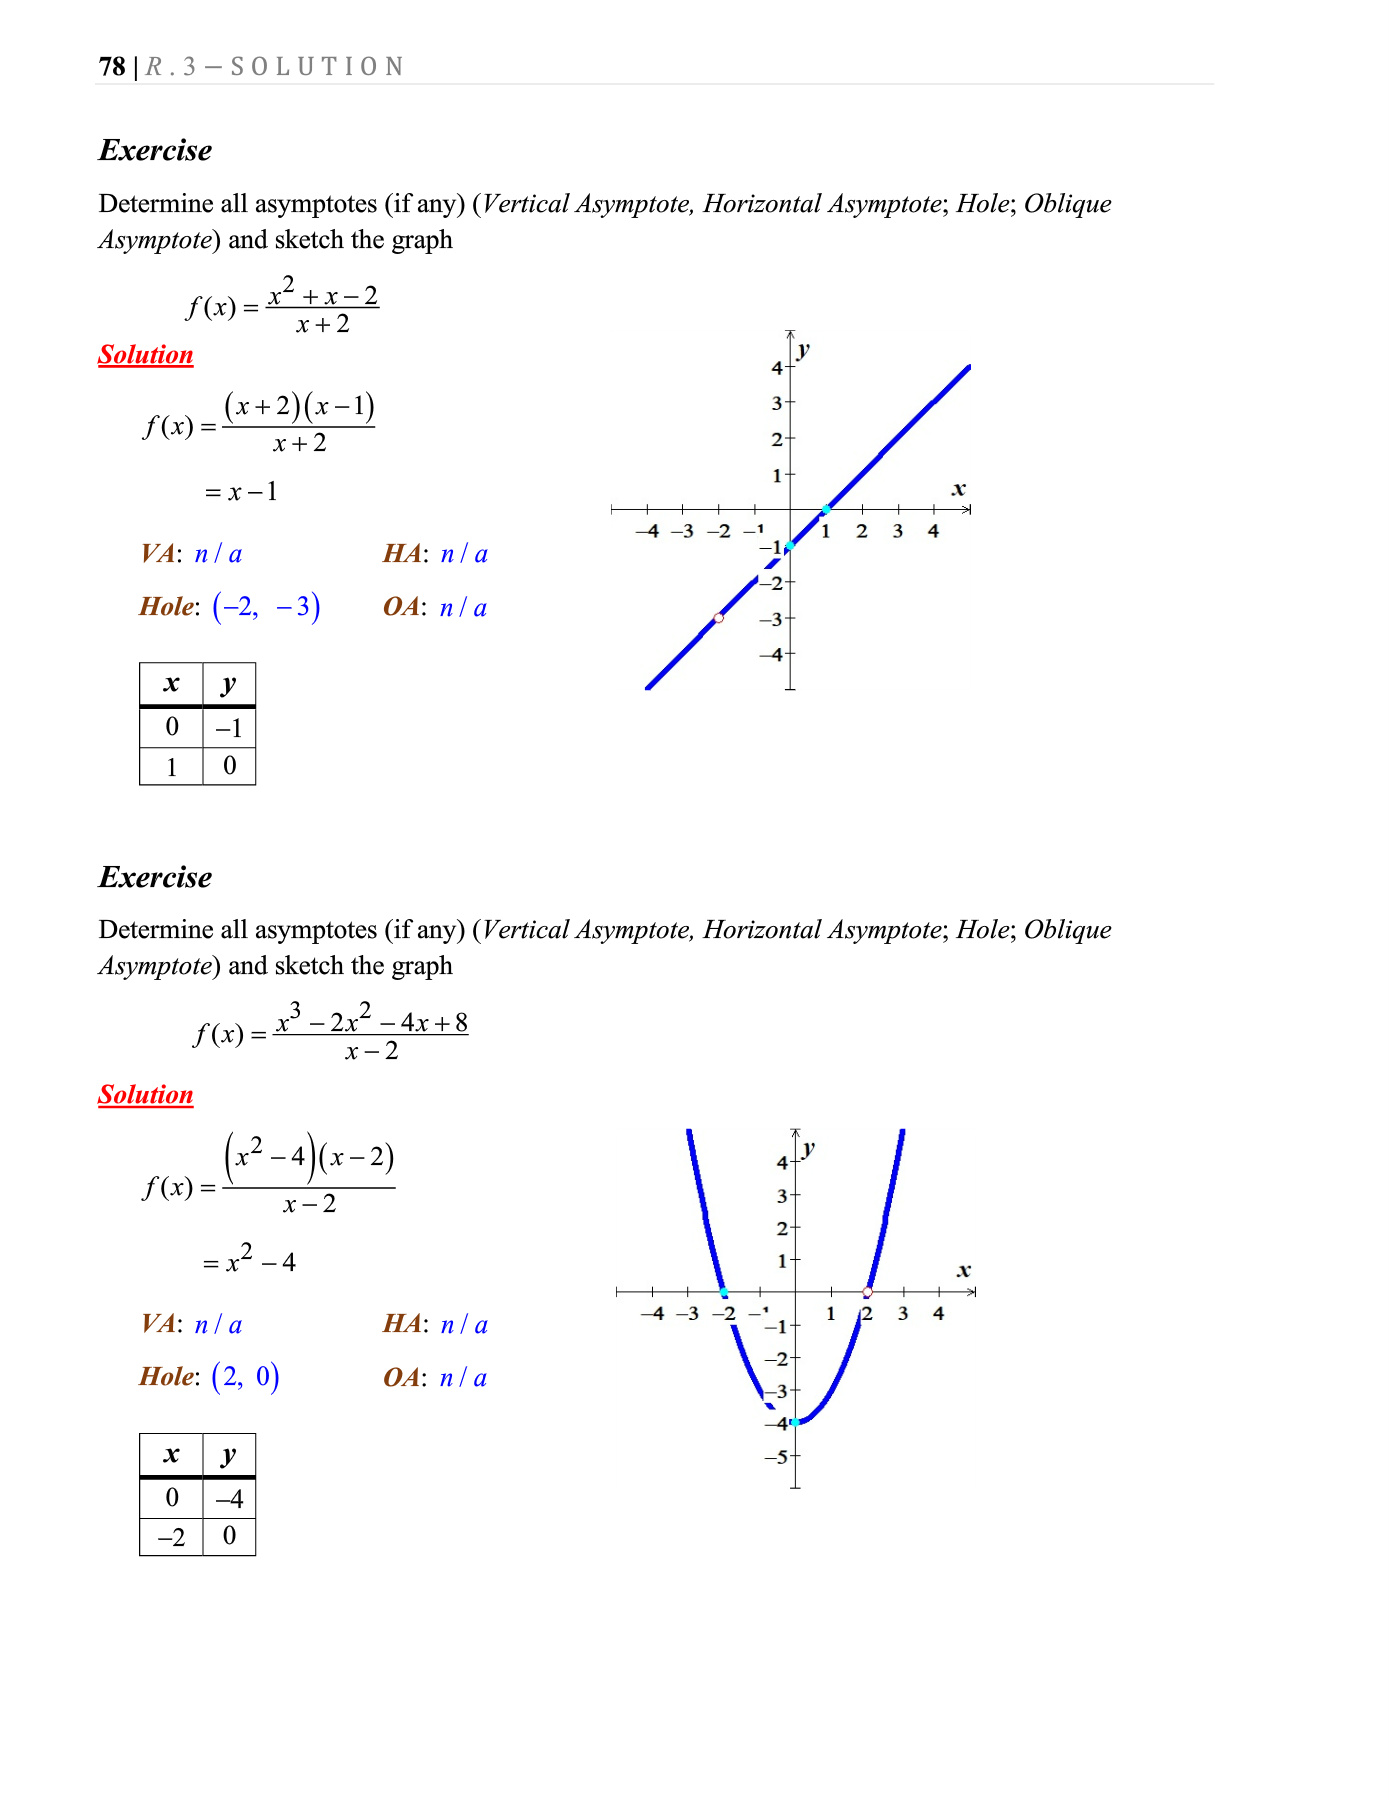 78 | R . 3 – S O L U T I O N
Exercise
Determine all asymptotes (if any) (Vertical Asymptote, Horizontal Asymptote; Hole; Oblique
Asymptote) and sketch the graph
f(x) = \frac{x^2 + x − 2}{x + 2}
Solution
f(x) = \frac{(x + 2)(x − 1)}{x + 2}
= x − 1
VA: n / a HA: n / a
Hole: (−2, −3) OA: n / a
x y
0 −1
1 0
y
4
3
2
1
x
−4 −3 −2 −1 1 2 3 4
−1
−2
−3
−4
Exercise
Determine all asymptotes (if any) (Vertical Asymptote, Horizontal Asymptote; Hole; Oblique
Asymptote) and sketch the graph
f(x) = \frac{x^3 − 2x^2 − 4x + 8}{x − 2}
Solution
f(x) = \frac{(x^2 − 4)(x − 2)}{x − 2}
= x^2 − 4
VA: n / a HA: n / a
Hole: (2, 0) OA: n / a
x y
0 −4
−2 0
y
4
3
2
1
x
−4 −3 −2 −1 1 2 3 4
−1
−2
−3
−4
−5